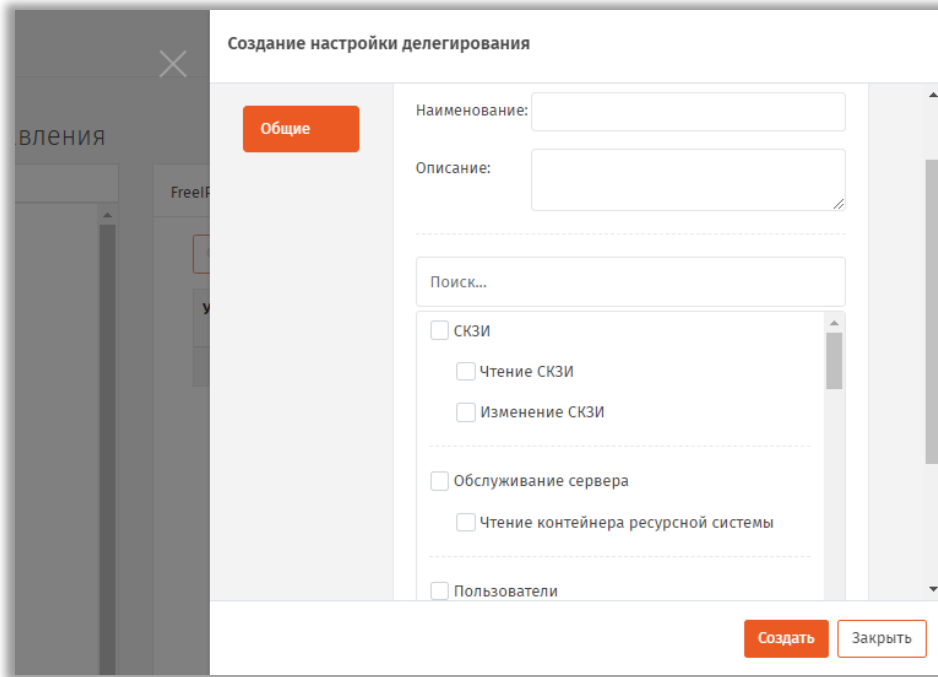 Создание настройки делегирования
вления
Общие
Наименование:
Описание:
FreeIP
Поиск...
СКЗИ
Чтение СКЗИ
Изменение СКЗИ
Обслуживание сервера
Чтение контейнера ресурсной системы
Пользователи
Создать
Закрыть